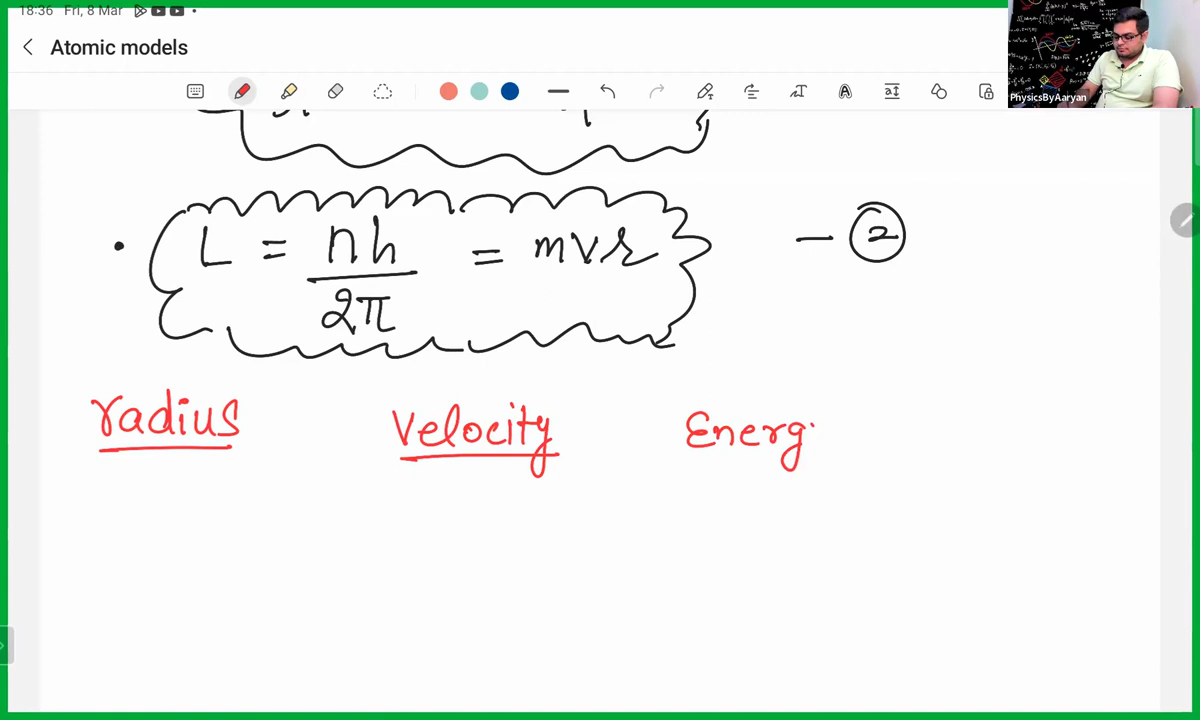 18:36 Fri, 8 Mar
Atomic models
PhysicsByAaryan
L = nh/2π = mvr — ②
radius Velocity Energ